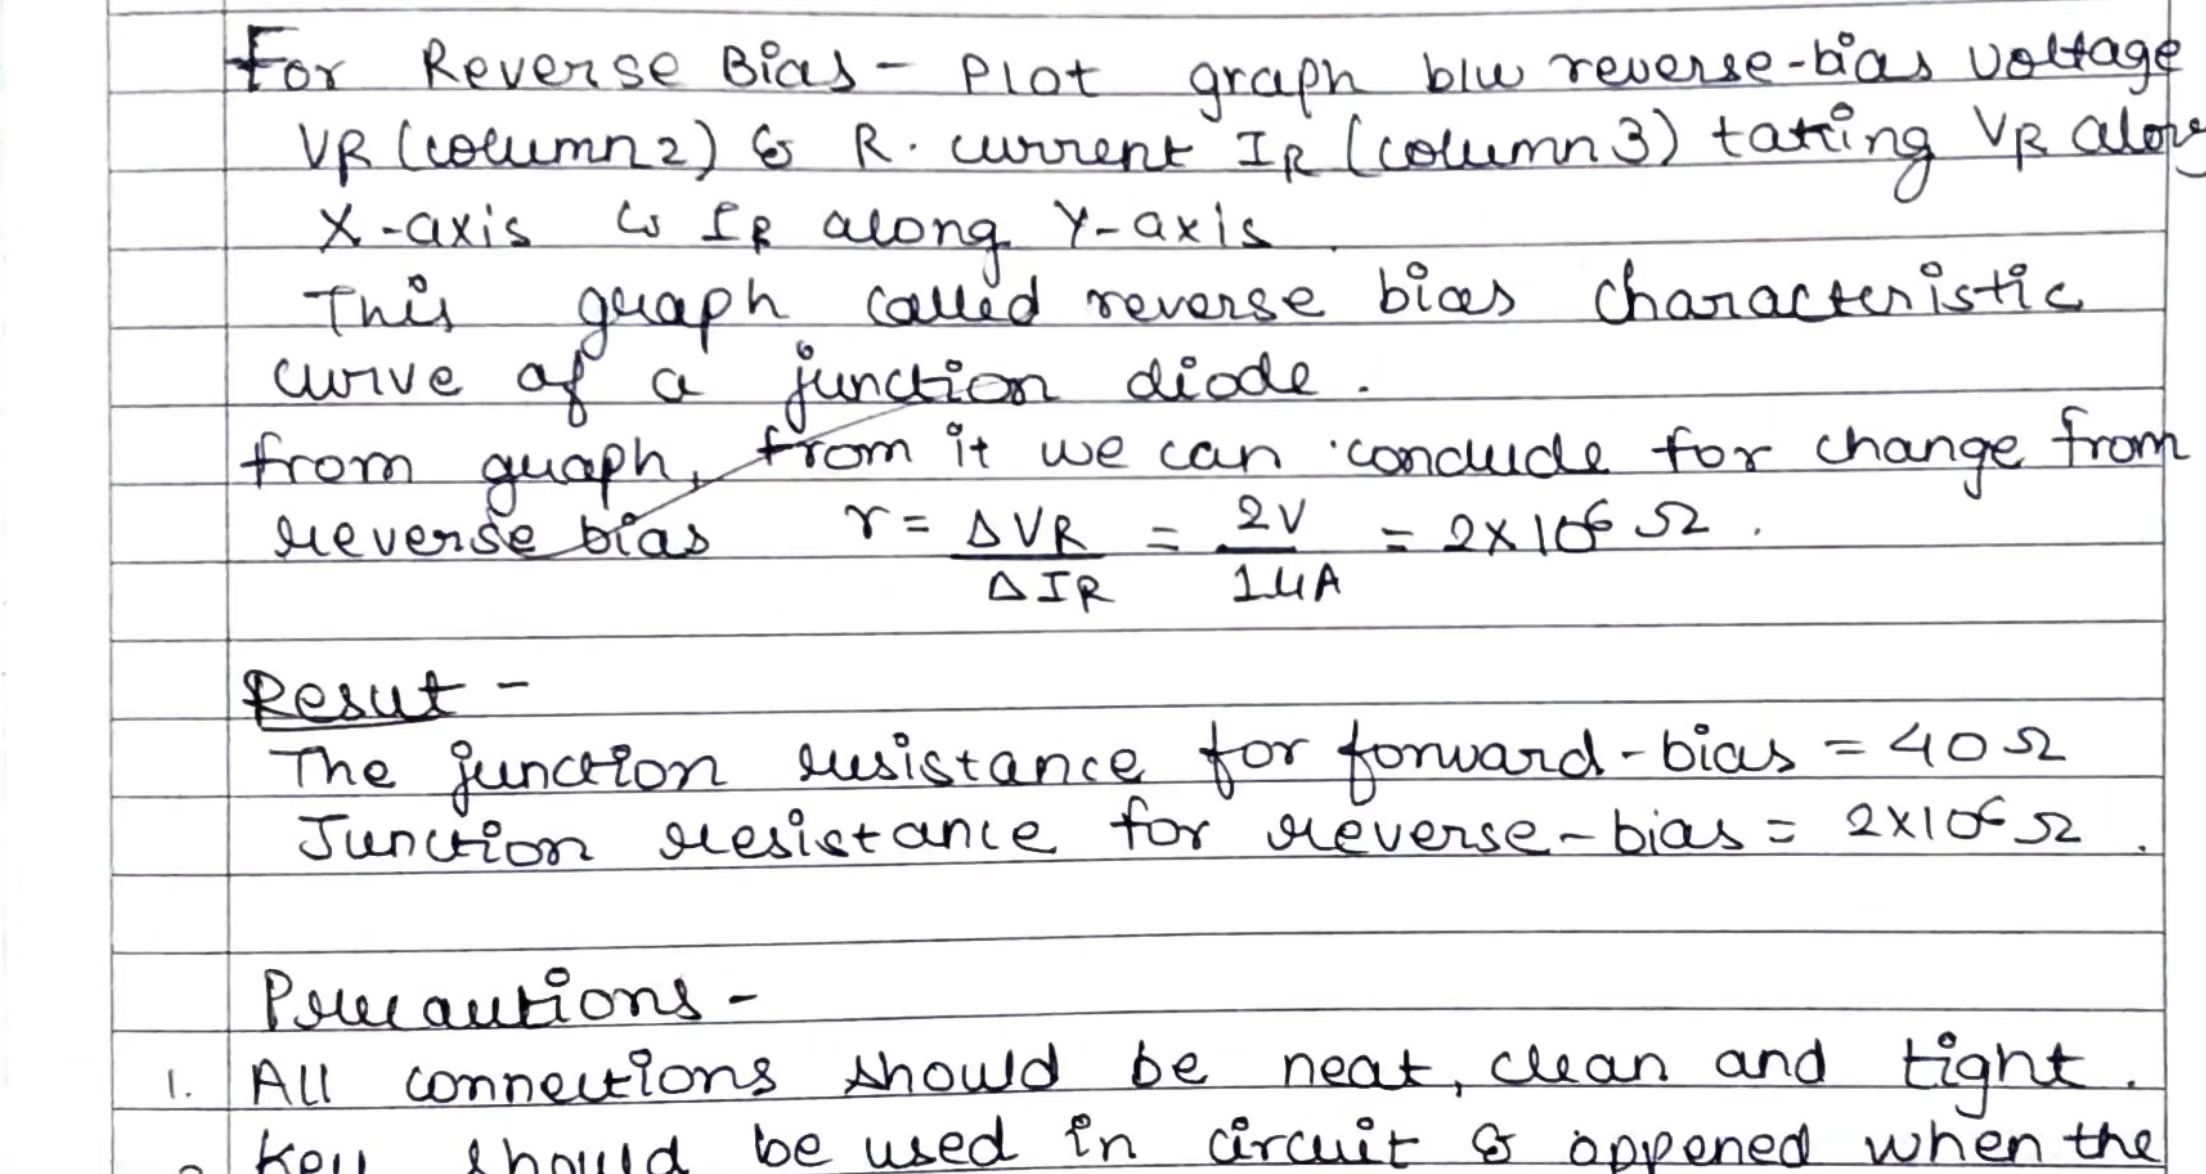 For Reverse Bias - Plot graph b/w reverse-bias voltage
VR (column 2) & R. current IR (column 3) taking VR along
X-axis & IR along Y-axis
This graph called reverse bias characteristic
curve of a junction diode.
from graph, from it we can conclude for change from
reverse bias r = ΔVR / ΔIR = 2V / 1μA = 2×10⁶ Ω.
Resut -
The junction resistance for forward-bias = 40 Ω
Junction resistance for reverse-bias = 2×10⁶ Ω.
Precautions -
1. All connections should be neat, clean and tight.
Key should be used in circuit & oppened when the